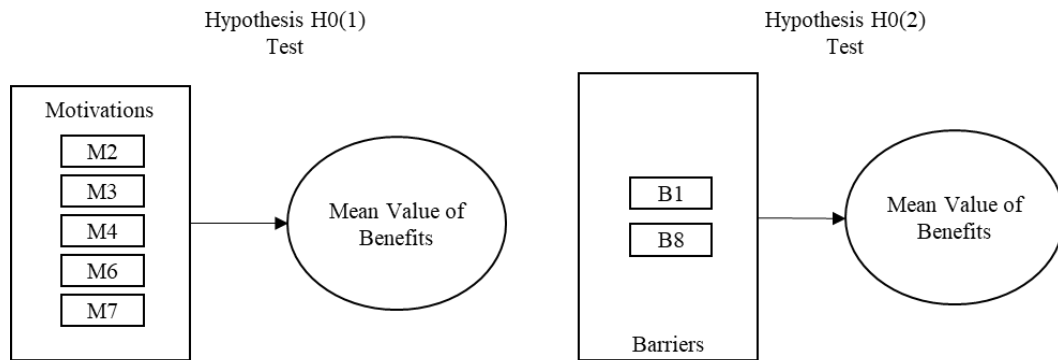 Hypothesis H0(1)
Test
Motivations
M2
M3
M4
M6
M7
Mean Value of
Benefits
Hypothesis H0(2)
Test
B1
B8
Barriers
Mean Value of
Benefits